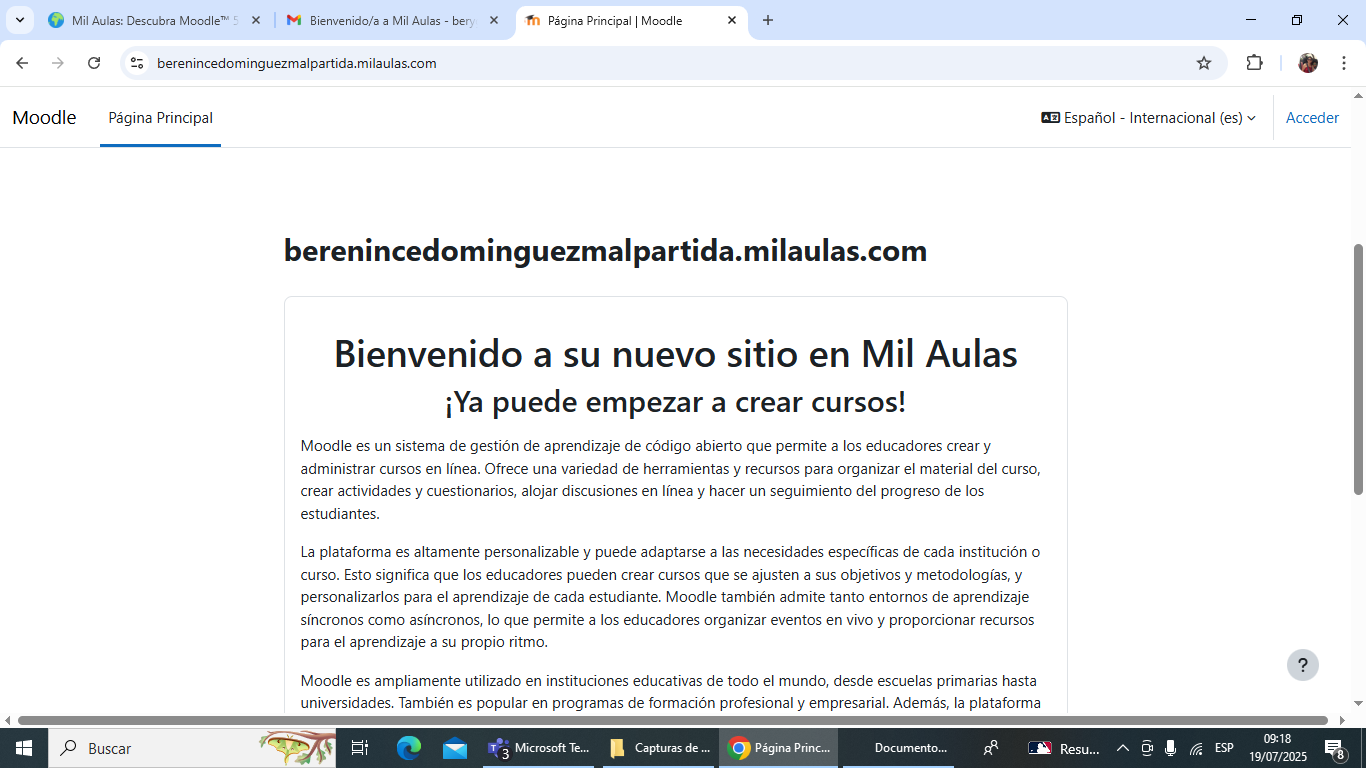 Mil Aulas: Descubra Moodle™ 5
Bienvenido/a a Mil Aulas - bery
Página Principal | Moodle
berenincedominguezmalpartida.milaulas.com
Moodle
Página Principal
Español - Internacional (es)
Acceder
berenincedominguezmalpartida.milaulas.com
Bienvenido a su nuevo sitio en Mil Aulas
¡Ya puede empezar a crear cursos!
Moodle es un sistema de gestión de aprendizaje de código abierto que permite a los educadores crear y
administrar cursos en línea. Ofrece una variedad de herramientas y recursos para organizar el material del curso,
crear actividades y cuestionarios, alojar discusiones en línea y hacer un seguimiento del progreso de los
estudiantes.
La plataforma es altamente personalizable y puede adaptarse a las necesidades específicas de cada institución o
curso. Esto significa que los educadores pueden crear cursos que se ajusten a sus objetivos y metodologías, y
personalizarlos para el aprendizaje de cada estudiante. Moodle también admite tanto entornos de aprendizaje
síncronos como asíncronos, lo que permite a los educadores organizar eventos en vivo y proporcionar recursos
para el aprendizaje a su propio ritmo.
Moodle es ampliamente utilizado en instituciones educativas de todo el mundo, desde escuelas primarias hasta
universidades. También es popular en programas de formación profesional y empresarial. Además, la plataforma
?
Buscar
3
Microsoft Te...
Capturas de ...
Página Princ...
Documento...
Resu...
ESP
09:18
19/07/2025
8